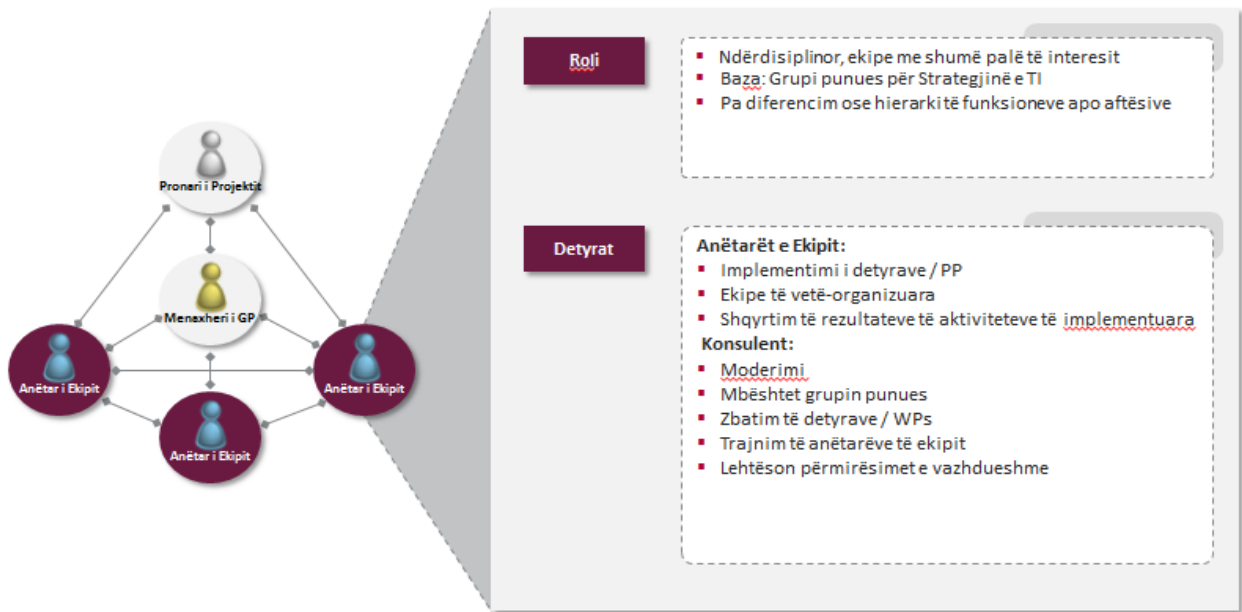 Pronari i Projektit
Menaxheri i GP
Anëtar i Ekipit
Anëtar i Ekipit
Anëtar i Ekipit
Roli
Ndërdisiplinor, ekipe me shumë palë të interesit
Baza: Grupi punues për Strategjinë e TI
Pa diferencim ose hierarki të funksioneve apo aftësive
Detyrat
Anëtarët e Ekipit:
Implementimi i detyrave / PP
Ekipe të vetë-organizuara
Shqyrtim të rezultateve të aktiviteteve të implementuara
Konsulent:
Moderimi
Mbështet grupin punues
Zbatim të detyrave / WPs
Trajnim të anëtarëve të ekipit
Lehtëson përmirësimet e vazhdueshme